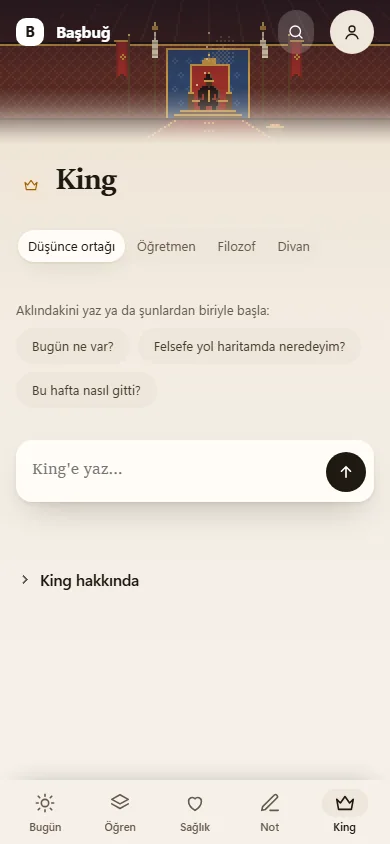 B Başbuğ
King
Düşünce ortağı Öğretmen Filozof Divan
Aklındakini yaz ya da şunlardan biriyle başla:
Bugün ne var? Felsefe yol haritamda neredeyim?
Bu hafta nasıl gitti?
King'e yaz...
King hakkında
Bugün Öğren Sağlık Not King